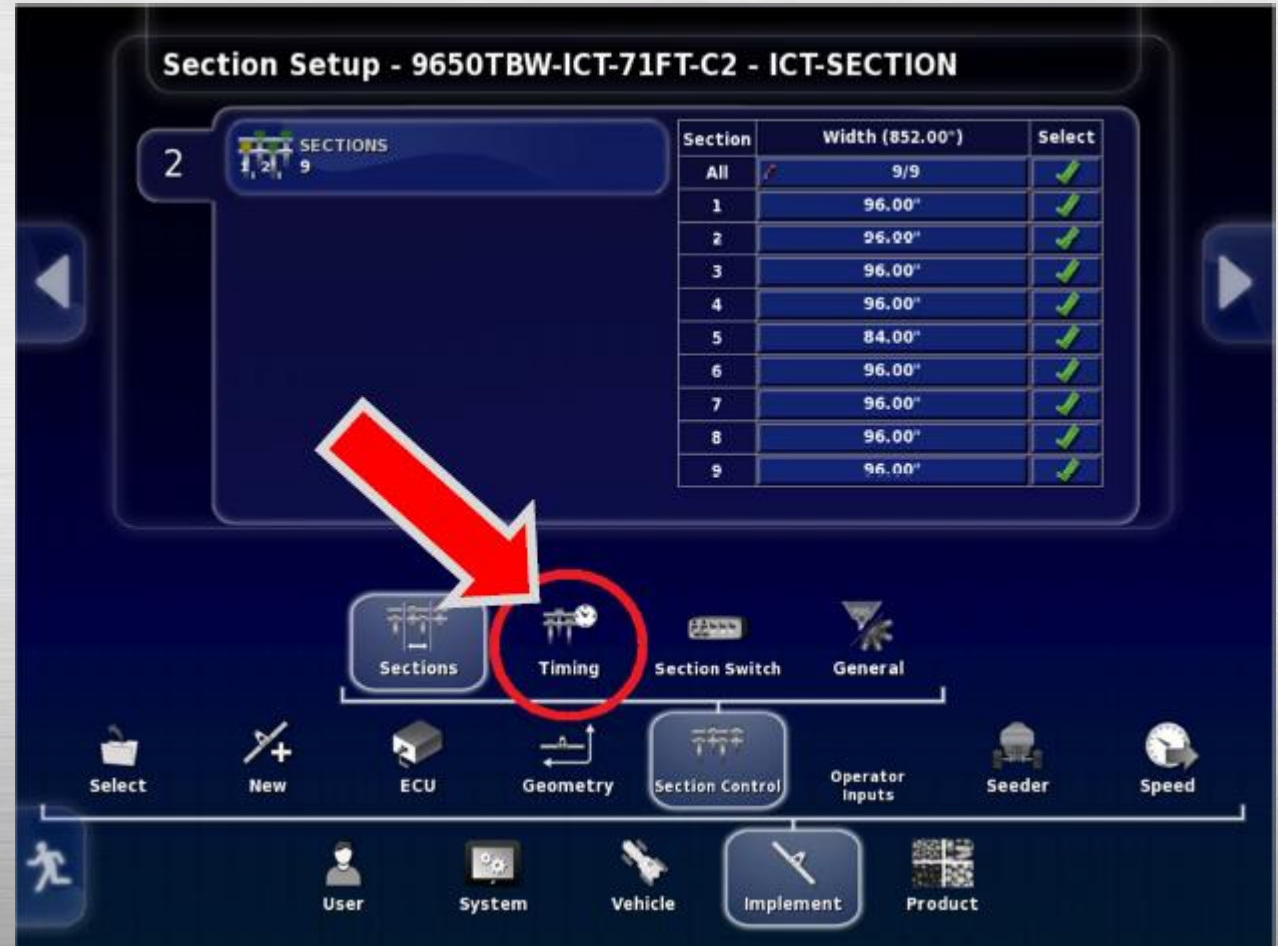 Section Setup - 9650TBW-ICT-71FT-C2 - ICT-SECTION
2
SECTIONS
9
1, 2,
Section Width (852.00") Select
All 9/9
1 96.00"
2 96.00"
3 96.00"
4 96.00"
5 84.00"
6 96.00"
7 96.00"
8 96.00"
9 96.00"
Sections Timing Section Switch General
Select New ECU Geometry Section Control Operator Inputs Seeder Speed
User System Vehicle Implement Product